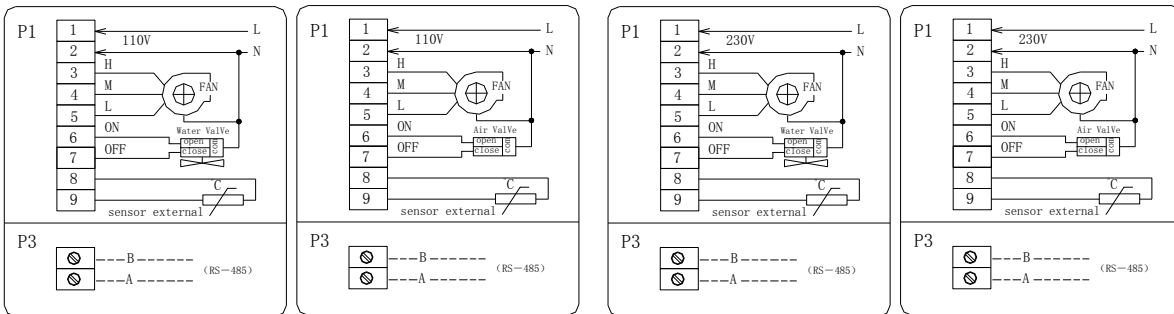 P1
1
L
110V
2
N
H
3
M
FAN
4
L
5
ON
Water ValVe
6
open
com
OFF
close
7
8
°C
9
sensor external
P3
B
(RS-485)
A
P1
1
L
110V
2
N
H
3
M
FAN
4
L
5
ON
Air ValVe
6
open
com
OFF
close
7
8
°C
9
sensor external
P3
B
(RS-485)
A
P1
1
L
230V
2
N
H
3
M
FAN
4
L
5
ON
Water ValVe
6
open
com
OFF
close
7
8
°C
9
sensor external
P3
B
(RS-485)
A
P1
1
L
230V
2
N
H
3
M
FAN
4
L
5
ON
Air ValVe
6
open
com
OFF
close
7
8
°C
9
sensor external
P3
B
(RS-485)
A